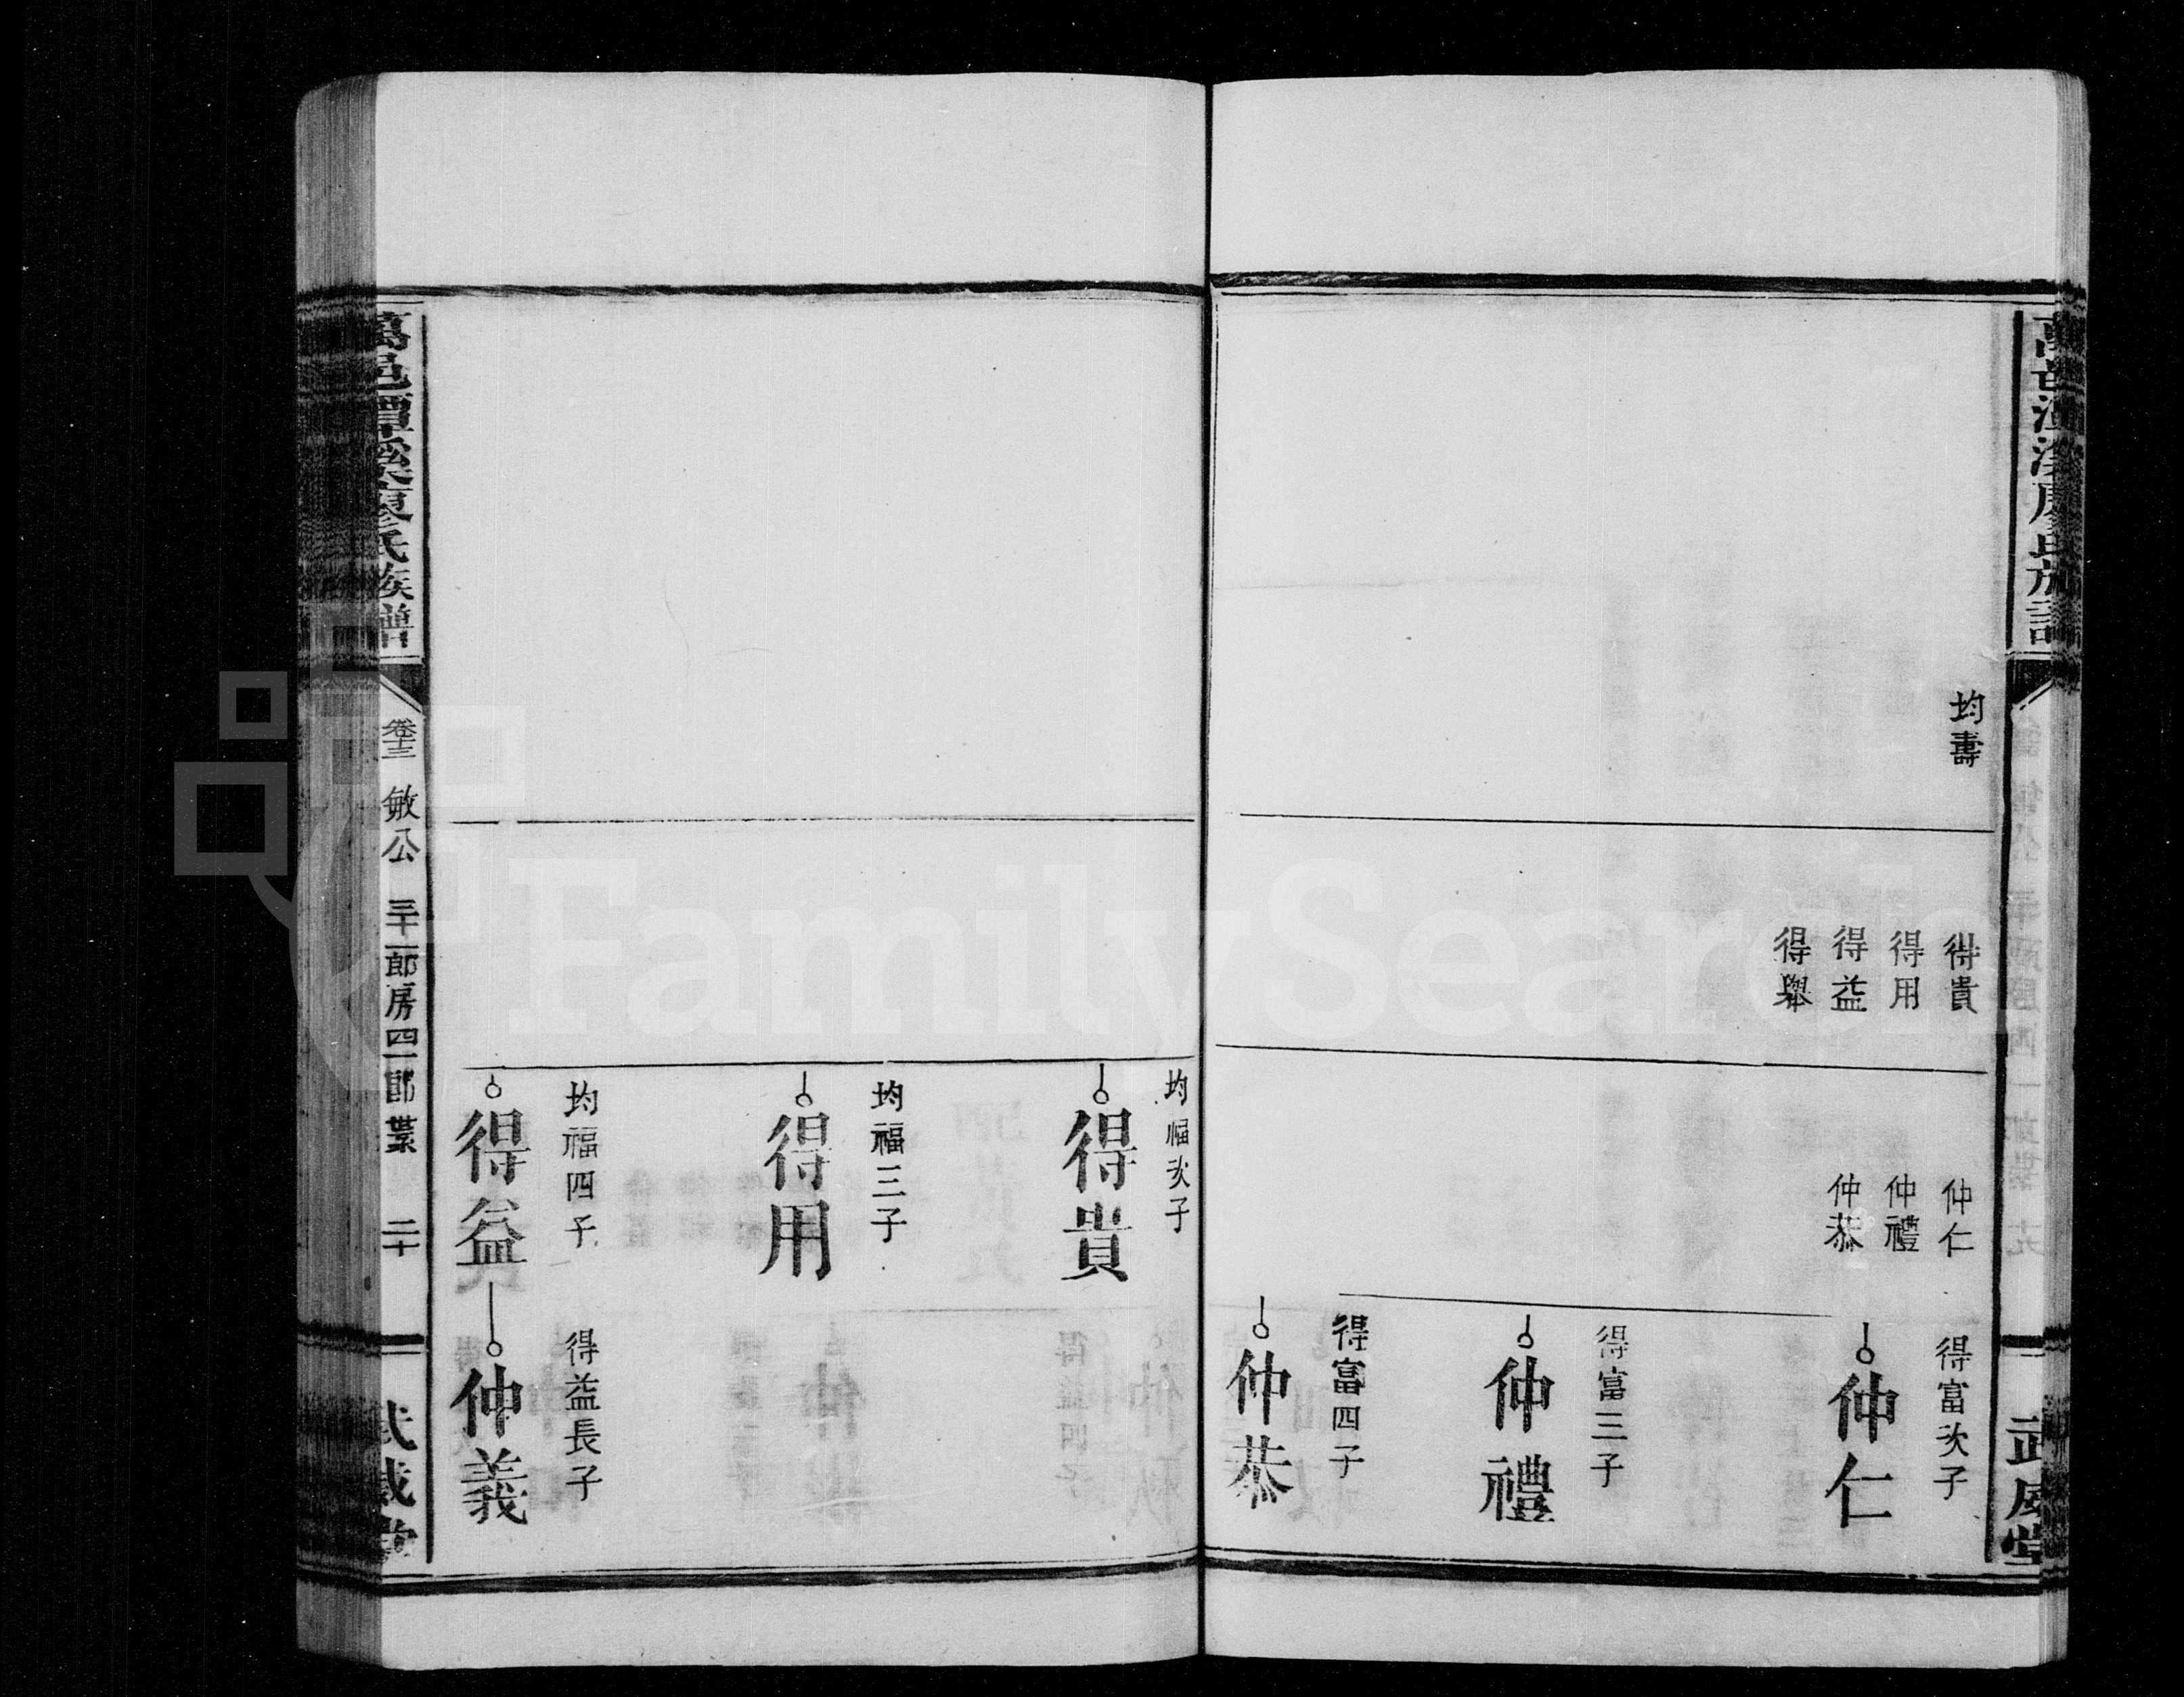 均壽
得貴
得用
得益
得舉
仲仁
仲禮
仲恭
得富次子
仲仁
得富三子
仲禮
得富四子
仲恭
武威堂
均福次子
得貴
均福三子
得用
均福四子
得益
得益長子
仲義
萬邑潭溪廖氏族譜
卷十三
敏公
三十一郎房四一郎業
二十
武威堂
FamilySearch